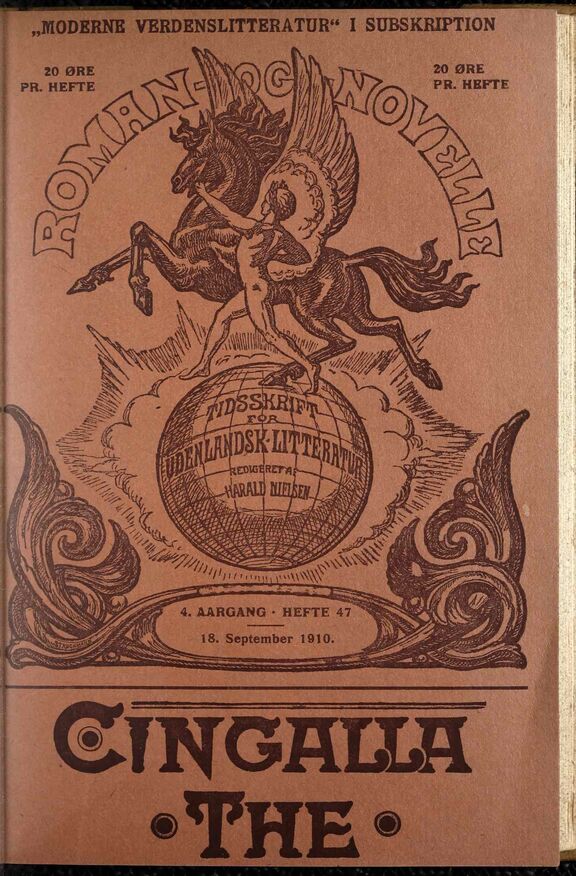 „MODERNE VERDENSLITTERATUR“ I SUBSKRIPTION
20 ØRE
PR. HEFTE
20 ØRE
PR. HEFTE
ROMAN- OG NOVELLE
TIDSSKRIFT
FOR
UDENLANDSK-LITTERATUR
REDIGERET AF
HARALD NIELSEN
4. AARGANG · HEFTE 47
18. September 1910.
CINGALLA
• THE •